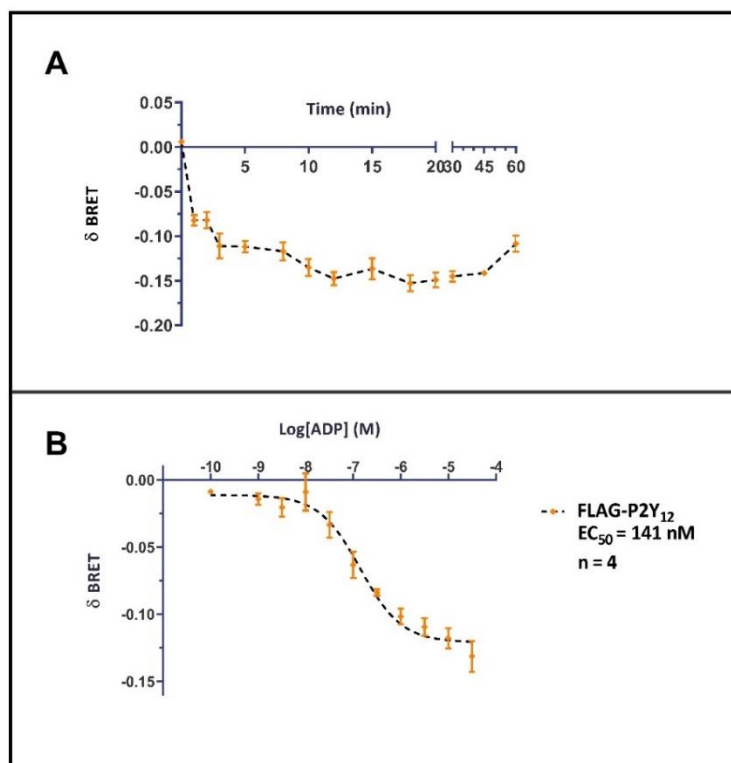 A
Time (min)
0.05
0.00
-0.05
-0.10
-0.15
-0.20
5 10 15 20 30 45 60
δ BRET
B
Log[ADP] (M)
-10 -9 -8 -7 -6 -5 -4
0.00
-0.05
-0.10
-0.15
δ BRET
FLAG-P2Y₁₂
EC₅₀ = 141 nM
n = 4